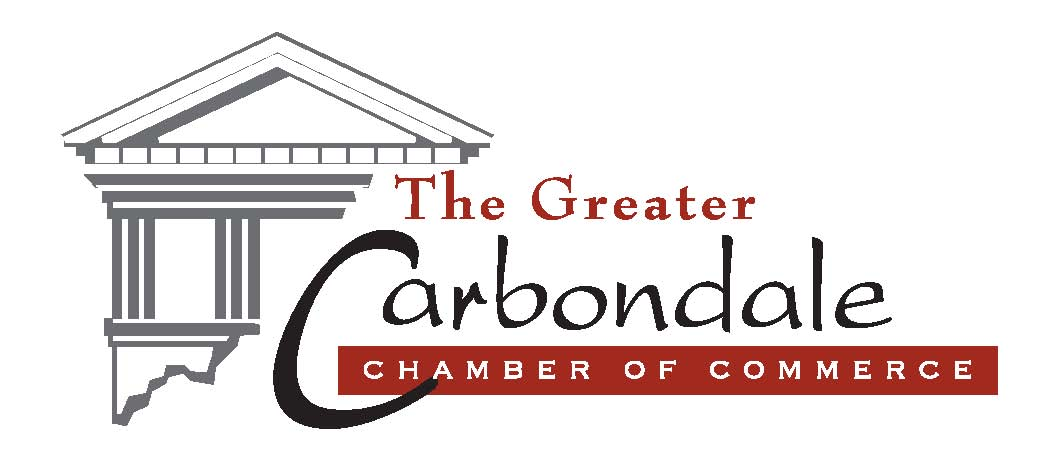 The Greater
Carbondale
CHAMBER OF COMMERCE